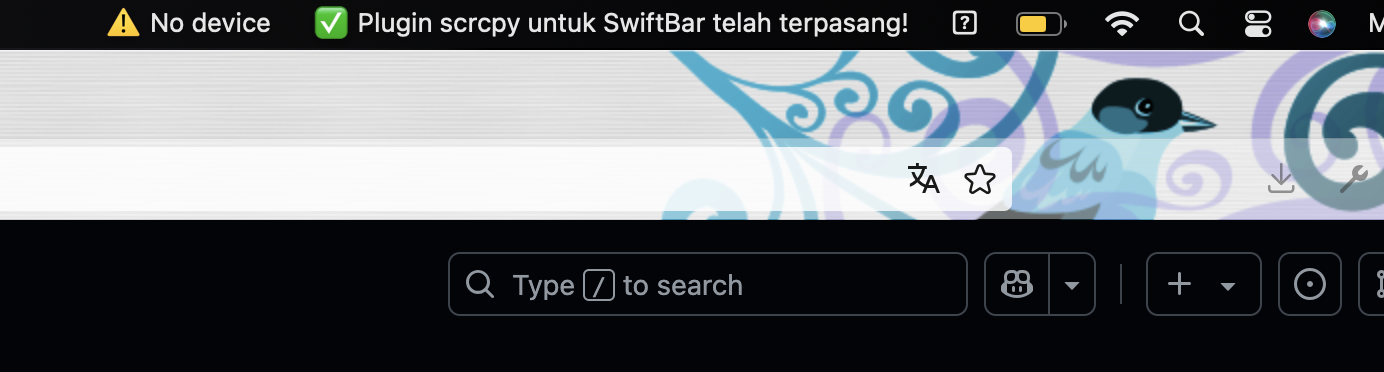 ⚠️ No device ✅ Plugin scrcpy untuk SwiftBar telah terpasang!
Type / to search